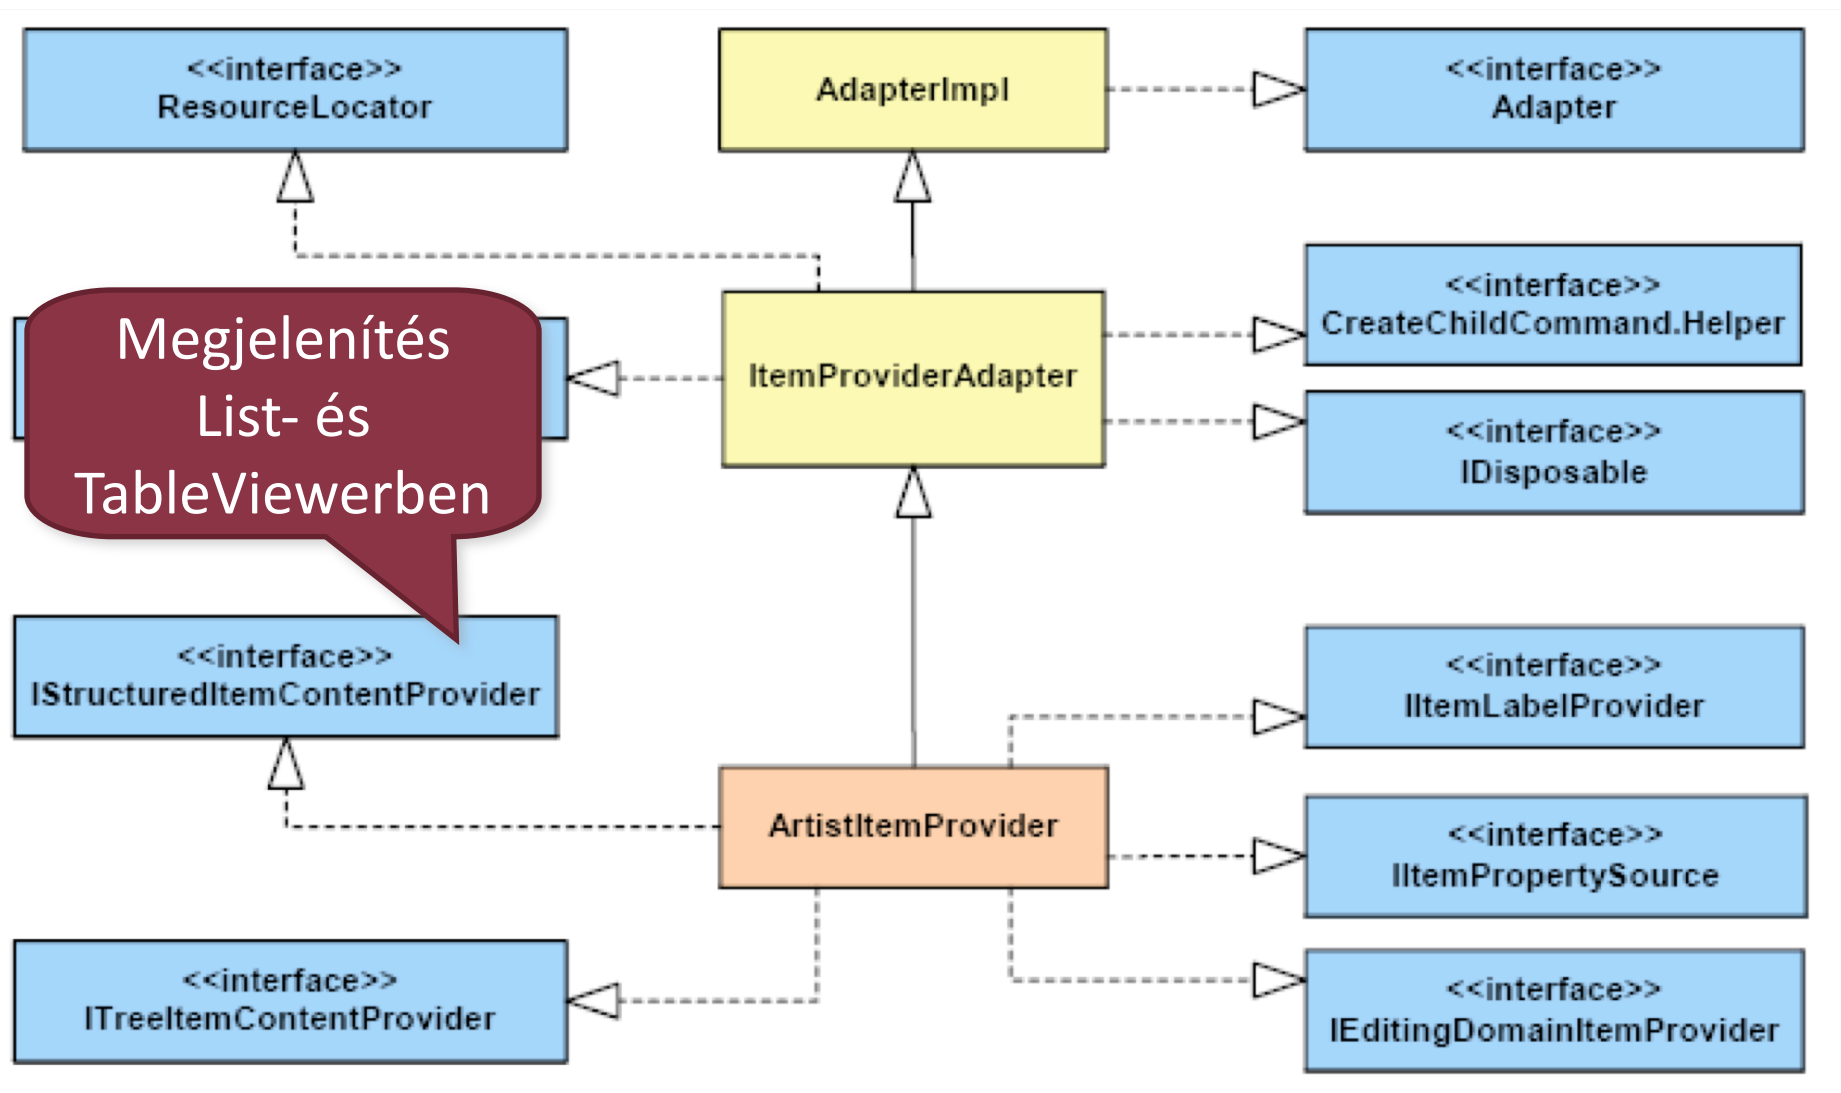 <<interface>>
ResourceLocator
AdapterImpl
<<interface>>
Adapter
Megjelenítés
List- és
TableViewerben
ItemProviderAdapter
<<interface>>
CreateChildCommand.Helper
<<interface>>
IDisposable
<<interface>>
IStructuredItemContentProvider
<<interface>>
IItemLabelProvider
ArtistItemProvider
<<interface>>
IItemPropertySource
<<interface>>
ITreeItemContentProvider
<<interface>>
IEditingDomainItemProvider